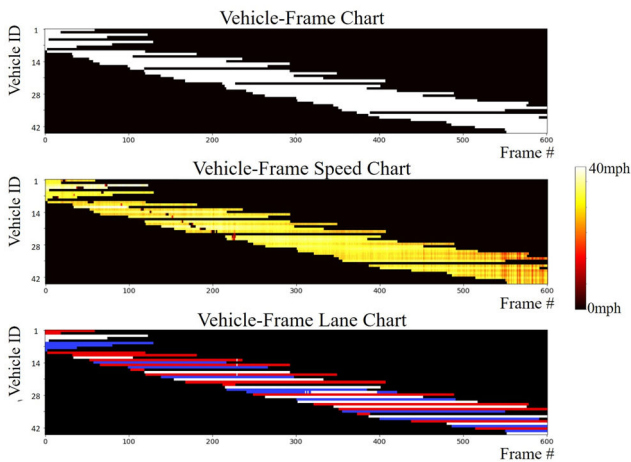 Vehicle-Frame Chart
Vehicle ID
1
14
28
42
0 100 200 300 400 500 600
Frame #
Vehicle-Frame Speed Chart
Vehicle ID
1
14
28
42
0 100 200 300 400 500 600
Frame #
40mph
0mph
Vehicle-Frame Lane Chart
Vehicle ID
1
14
28
42
0 100 200 300 400 500 600
Frame #